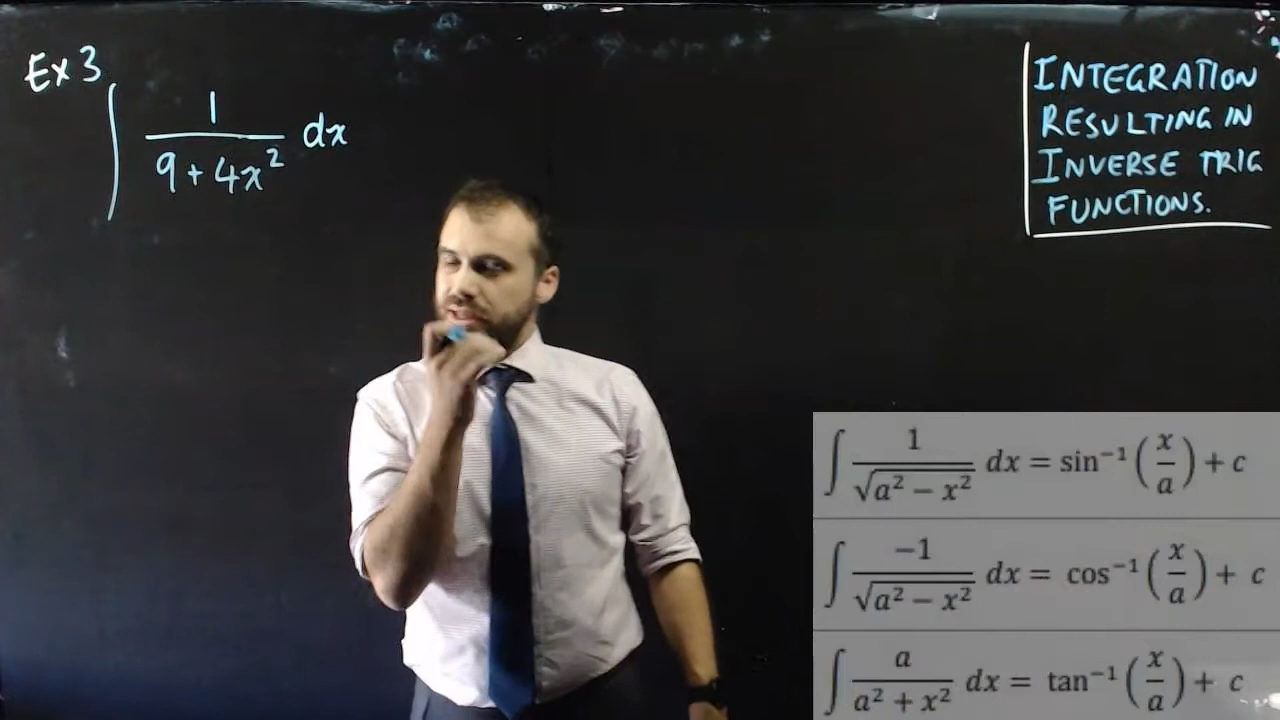 Ex 3
∫ 1/(9+4x²) dx
INTEGRATION
RESULTING IN
INVERSE TRIG
FUNCTIONS.
∫ 1/√(a² − x²) dx = sin⁻¹(x/a) + c
∫ −1/√(a² − x²) dx = cos⁻¹(x/a) + c
∫ a/(a² + x²) dx = tan⁻¹(x/a) + c